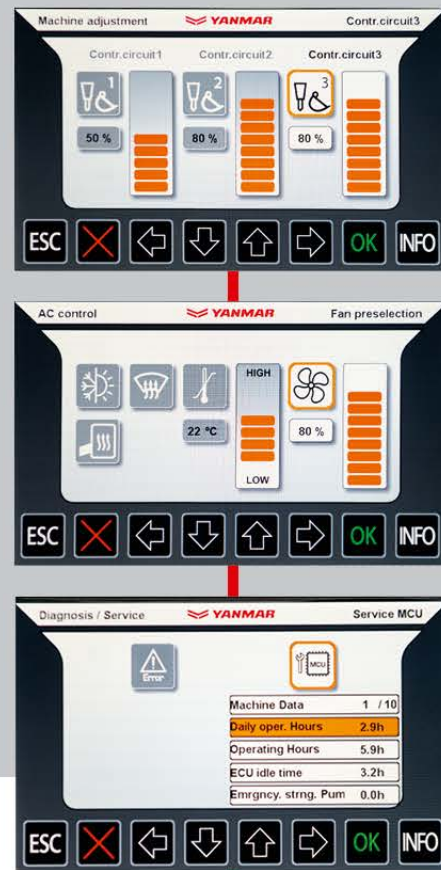 Machine adjustment YANMAR Contr.circuit3
Contr.circuit1 Contr.circuit2 Contr.circuit3
1 2 3
50 % 80 % 80 %
ESC OK INFO
AC control YANMAR Fan preselection
HIGH
22 °C 80 %
LOW
ESC OK INFO
Diagnosis / Service YANMAR Service MCU
Error MCU
Machine Data 1 / 10
Daily oper. Hours 2.9h
Operating Hours 5.9h
ECU idle time 3.2h
Emrgncy. strng. Pum 0.0h
ESC OK INFO